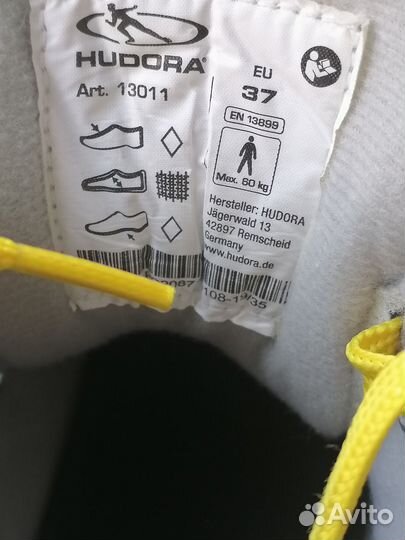 HUDORA®
Art. 13011
EU
37
EN 13899
Max. 60 kg
Hersteller: HUDORA
Jägerwald 13
42897 Remscheid
Germany
www.hudora.de
Avito